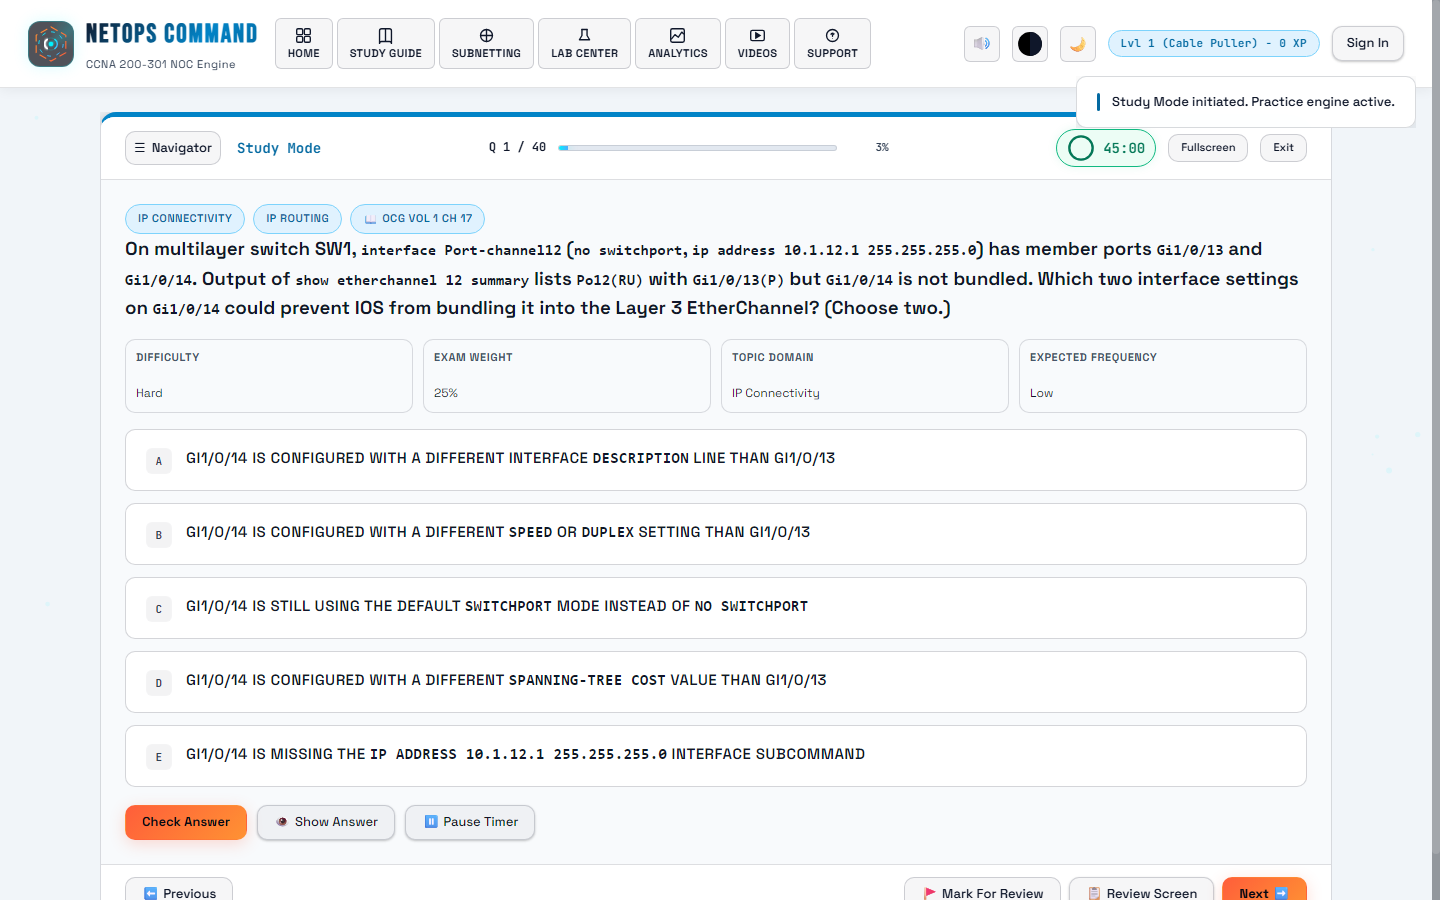 NETOPS COMMAND
CCNA 200-301 NOC Engine
HOME
STUDY GUIDE
SUBNETTING
LAB CENTER
ANALYTICS
VIDEOS
SUPPORT
Lvl 1 (Cable Puller) - 0 XP
Sign In
Study Mode initiated. Practice engine active.
☰ Navigator
Study Mode
Q 1 / 40
3%
45:00
Fullscreen
Exit
IP CONNECTIVITY
IP ROUTING
OCG VOL 1 CH 17
On multilayer switch SW1, interface Port-channel12 (no switchport, ip address 10.1.12.1 255.255.255.0) has member ports Gi1/0/13 and
Gi1/0/14. Output of show etherchannel 12 summary lists Po12(RU) with Gi1/0/13(P) but Gi1/0/14 is not bundled. Which two interface settings
on Gi1/0/14 could prevent IOS from bundling it into the Layer 3 EtherChannel? (Choose two.)
DIFFICULTY
Hard
EXAM WEIGHT
25%
TOPIC DOMAIN
IP Connectivity
EXPECTED FREQUENCY
Low
A GI1/0/14 IS CONFIGURED WITH A DIFFERENT INTERFACE DESCRIPTION LINE THAN GI1/0/13
B GI1/0/14 IS CONFIGURED WITH A DIFFERENT SPEED OR DUPLEX SETTING THAN GI1/0/13
C GI1/0/14 IS STILL USING THE DEFAULT SWITCHPORT MODE INSTEAD OF NO SWITCHPORT
D GI1/0/14 IS CONFIGURED WITH A DIFFERENT SPANNING-TREE COST VALUE THAN GI1/0/13
E GI1/0/14 IS MISSING THE IP ADDRESS 10.1.12.1 255.255.255.0 INTERFACE SUBCOMMAND
Check Answer
Show Answer
Pause Timer
Previous
Mark For Review
Review Screen
Next